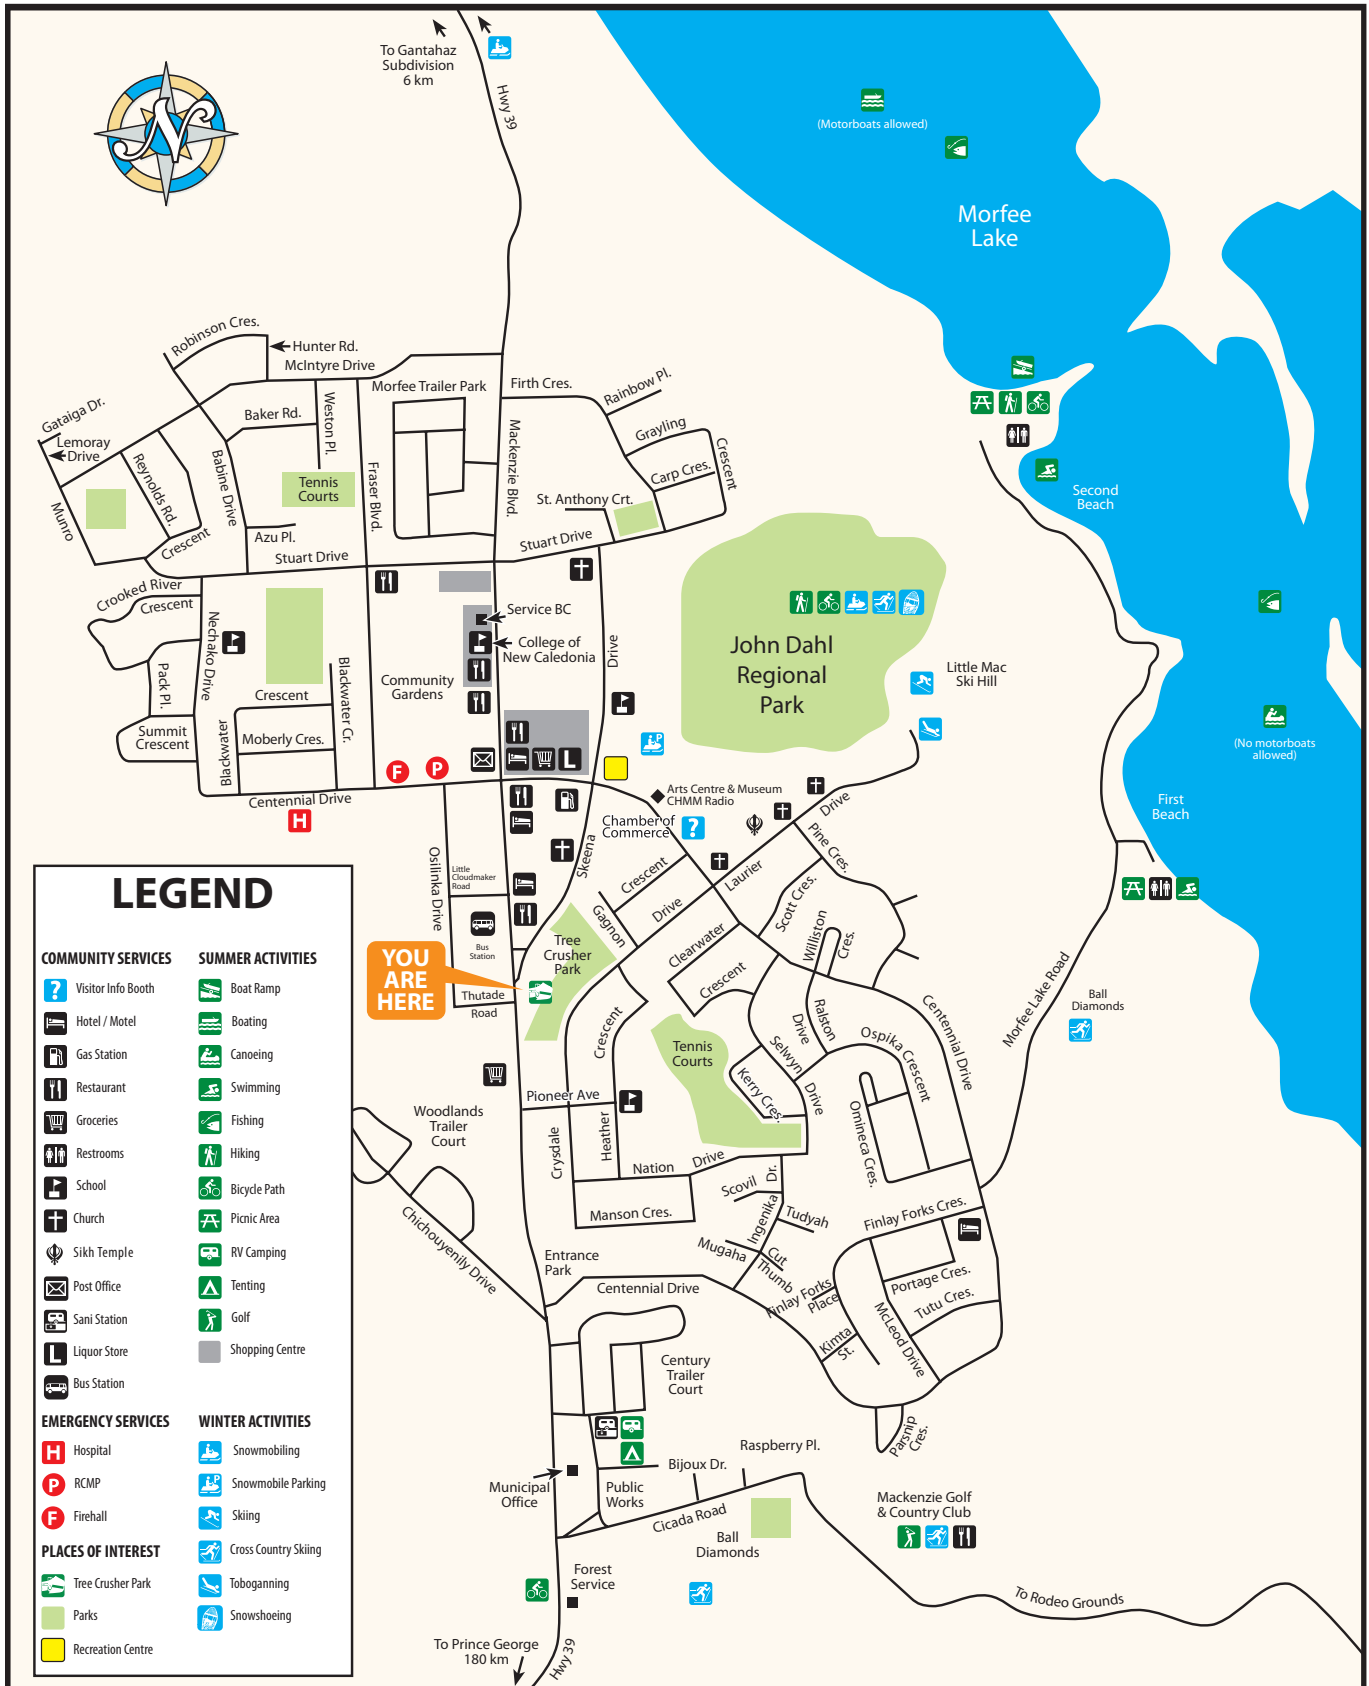 To Gantahaz
Subdivision
6 km
Hwy 39
N
(Motorboats allowed)
Morfee
Lake
Robinson Cres.
Hunter Rd.
McIntyre Drive
Morfee Trailer Park
Firth Cres.
Rainbow Pl.
Gataiga Dr.
Baker Rd.
Weston Pl.
Grayling
Crescent
Lemoray
Drive
Reynolds Rd.
Babine Drive
Mackenzie Blvd.
Carp Cres.
Tennis
Courts
Fraser Blvd.
St. Anthony Crt.
Second
Beach
Munro
Crescent
Azu Pl.
Stuart Drive
Stuart Drive
Crooked River
Crescent
Service BC
College of
New Caledonia
Drive
John Dahl
Regional
Park
Nechako Drive
Pack Pl.
Blackwater Cr.
Community
Gardens
Little Mac
Ski Hill
Crescent
Summit
Crescent
Moberly Cres.
Blackwater
(No motorboats
allowed)
P
F
P
L
Centennial Drive
H
Arts Centre & Museum
CHMM Radio
Chamber of
Commerce
?
Drive
First
Beach
Pine Cres.
Skeena
Osilinka Drive
Little
Cloudmaker
Road
Crescent
Laurier
Scott Cres.
Gagnon
Drive
Clearwater
Williston
Cres.
Bus
Station
Tree
Crusher
Park
YOU
ARE
HERE
Crescent
Thutade
Road
Centennial Drive
Morfee Lake Road
Ball
Diamonds
Crescent
Tennis
Courts
Drive
Ralston
Ospika Crescent
Selwyn
Drive
Kerry Cres.
Pioneer Ave
Woodlands
Trailer
Court
Crysdale
Heather
Omineca Cres.
Nation
Drive
Scovil
Dr.
Ingenika
Manson Cres.
Tudyah
Finlay Forks Cres.
Chichouyenily Drive
Mugaha
Cut
Thumb
Entrance
Park
Centennial Drive
Finlay Forks
Place
Portage Cres.
Tutu Cres.
McLeod Drive
Kimta
St.
Century
Trailer
Court
Parsnip
Cres.
Raspberry Pl.
Bijoux Dr.
Municipal
Office
Public
Works
Cicada Road
Mackenzie Golf
& Country Club
Ball
Diamonds
Forest
Service
To Rodeo Grounds
To Prince George
180 km
Hwy 39
LEGEND
COMMUNITY SERVICES
? Visitor Info Booth
Hotel / Motel
Gas Station
Restaurant
Groceries
Restrooms
School
Church
Sikh Temple
Post Office
Sani Station
L Liquor Store
Bus Station
EMERGENCY SERVICES
H Hospital
P RCMP
F Firehall
PLACES OF INTEREST
Tree Crusher Park
Parks
Recreation Centre
SUMMER ACTIVITIES
Boat Ramp
Boating
Canoeing
Swimming
Fishing
Hiking
Bicycle Path
Picnic Area
RV Camping
Tenting
Golf
Shopping Centre
WINTER ACTIVITIES
Snowmobiling
P Snowmobile Parking
Skiing
Cross Country Skiing
Toboganning
Snowshoeing